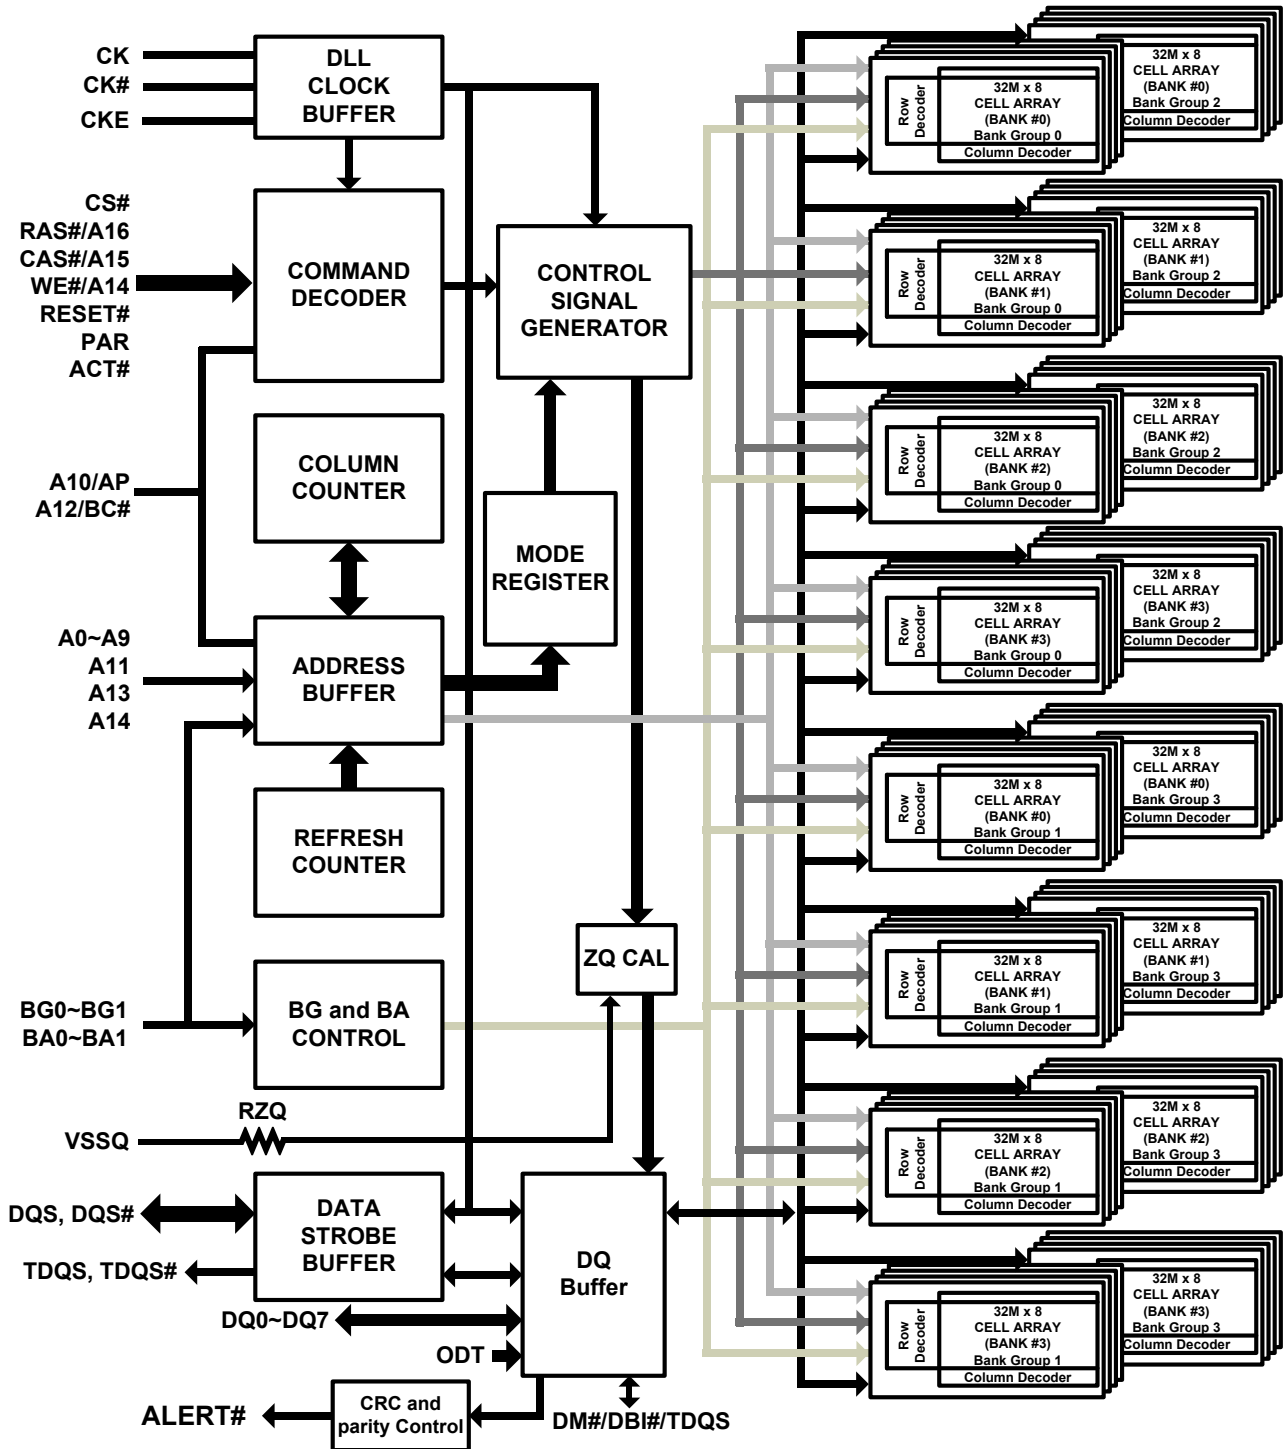 CK
CK#
CKE
DLL
CLOCK
BUFFER
CS#
RAS#/A16
CAS#/A15
WE#/A14
RESET#
PAR
ACT#
COMMAND
DECODER
CONTROL
SIGNAL
GENERATOR
A10/AP
A12/BC#
COLUMN
COUNTER
MODE
REGISTER
A0~A9
A11
A13
A14
ADDRESS
BUFFER
REFRESH
COUNTER
ZQ CAL
BG0~BG1
BA0~BA1
BG and BA
CONTROL
RZQ
VSSQ
DQS, DQS#
TDQS, TDQS#
DATA
STROBE
BUFFER
DQ
Buffer
DQ0~DQ7
ODT
CRC and
parity Control
ALERT#
DM#/DBI#/TDQS
32M x 8
CELL ARRAY
(BANK #0)
Bank Group 2
Column Decoder
Row
Decoder
32M x 8
CELL ARRAY
(BANK #0)
Bank Group 0
Column Decoder
32M x 8
CELL ARRAY
(BANK #1)
Bank Group 2
Column Decoder
Row
Decoder
32M x 8
CELL ARRAY
(BANK #1)
Bank Group 0
Column Decoder
32M x 8
CELL ARRAY
(BANK #2)
Bank Group 2
Column Decoder
Row
Decoder
32M x 8
CELL ARRAY
(BANK #2)
Bank Group 0
Column Decoder
32M x 8
CELL ARRAY
(BANK #3)
Bank Group 2
Column Decoder
Row
Decoder
32M x 8
CELL ARRAY
(BANK #3)
Bank Group 0
Column Decoder
32M x 8
CELL ARRAY
(BANK #0)
Bank Group 3
Column Decoder
Row
Decoder
32M x 8
CELL ARRAY
(BANK #0)
Bank Group 1
Column Decoder
32M x 8
CELL ARRAY
(BANK #1)
Bank Group 3
Column Decoder
Row
Decoder
32M x 8
CELL ARRAY
(BANK #1)
Bank Group 1
Column Decoder
32M x 8
CELL ARRAY
(BANK #2)
Bank Group 3
Column Decoder
Row
Decoder
32M x 8
CELL ARRAY
(BANK #2)
Bank Group 1
Column Decoder
32M x 8
CELL ARRAY
(BANK #3)
Bank Group 3
Column Decoder
Row
Decoder
32M x 8
CELL ARRAY
(BANK #3)
Bank Group 1
Column Decoder